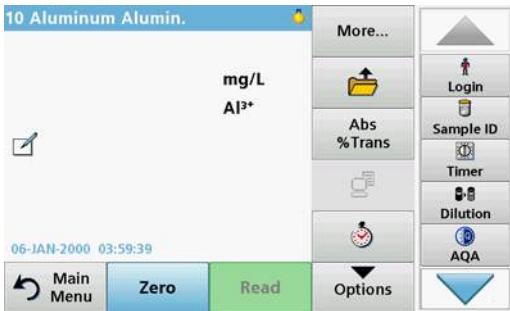 10 Aluminum Alumin.
mg/L
Al³⁺
06-JAN-2000 03:59:39
Main
Menu
Zero
Read
More...
Abs
%Trans
Options
Login
Sample ID
Timer
Dilution
AQA